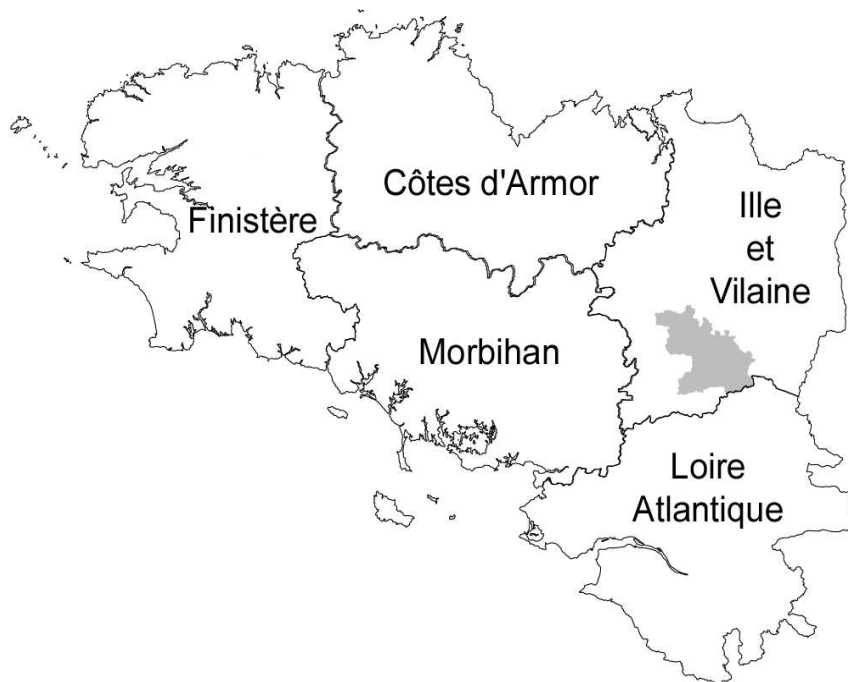 Côtes d'Armor
Finistère
Ille
et
Vilaine
Morbihan
Loire
Atlantique